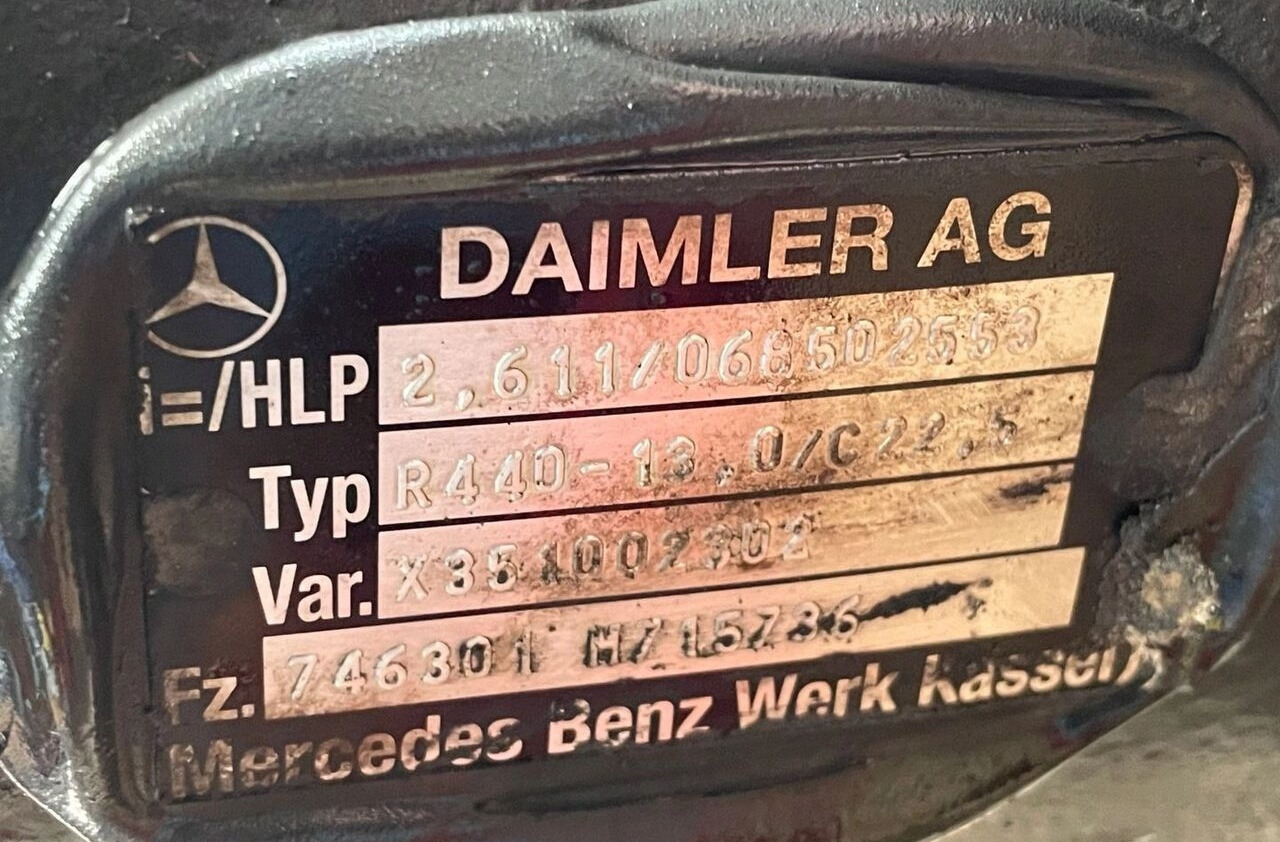 DAIMLER AG
i=/HLP 2,611/068502553
Typ R440-13,0/C22,5
Var. X351002302
Fz. 746301 M715736
Mercedes Benz Werk Kassel